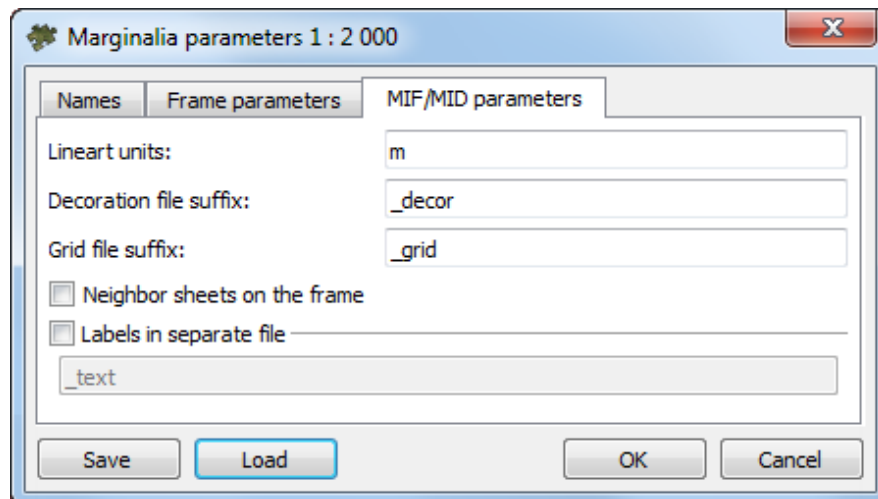 Marginalia parameters 1 : 2 000
Names Frame parameters MIF/MID parameters
Lineart units: m
Decoration file suffix: _decor
Grid file suffix: _grid
Neighbor sheets on the frame
Labels in separate file
_text
Save Load OK Cancel